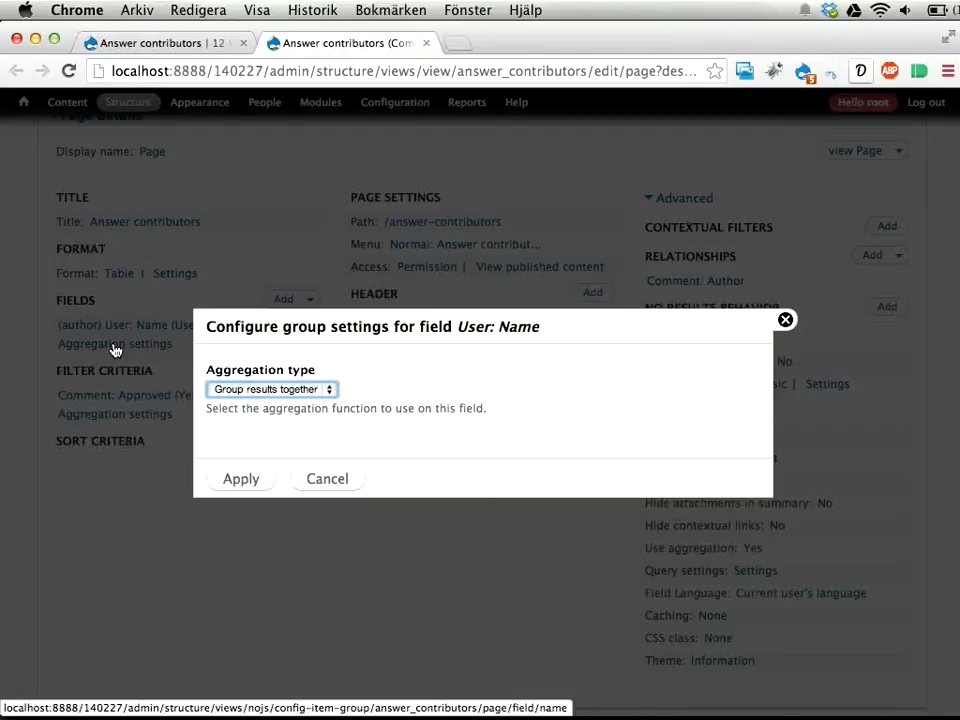 Chrome Arkiv Redigera Visa Historik Bokmärken Fönster Hjälp
Answer contributors | 12 Answer contributors (Com
localhost:8888/140227/admin/structure/views/view/answer_contributors/edit/page?des... 5 D ABP
Content Structure Appearance People Modules Configuration Reports Help Hello root Log out
Page Details
Display name: Page view Page
TITLE PAGE SETTINGS Advanced
Title: Answer contributors Path: /answer-contributors CONTEXTUAL FILTERS Add
FORMAT Menu: Normal: Answer contribut... RELATIONSHIPS Add
Format: Table | Settings Access: Permission | View published content Comment: Author
FIELDS Add HEADER Add NO RESULTS BEHAVIOR Add
(author) User: Name (Use
Configure group settings for field User: Name
Aggregation settings
No
Aggregation type
FILTER CRITERIA
Group results together
| Settings
Comment: Approved (Ye
Select the aggregation function to use on this field.
Aggregation settings
SORT CRITERIA
Apply Cancel
Hide attachments in summary: No
Hide contextual links: No
Use aggregation: Yes
Query settings: Settings
Field Language: Current user's language
Caching: None
CSS class: None
Theme: Information
localhost:8888/140227/admin/structure/views/nojs/config-item-group/answer_contributors/page/field/name